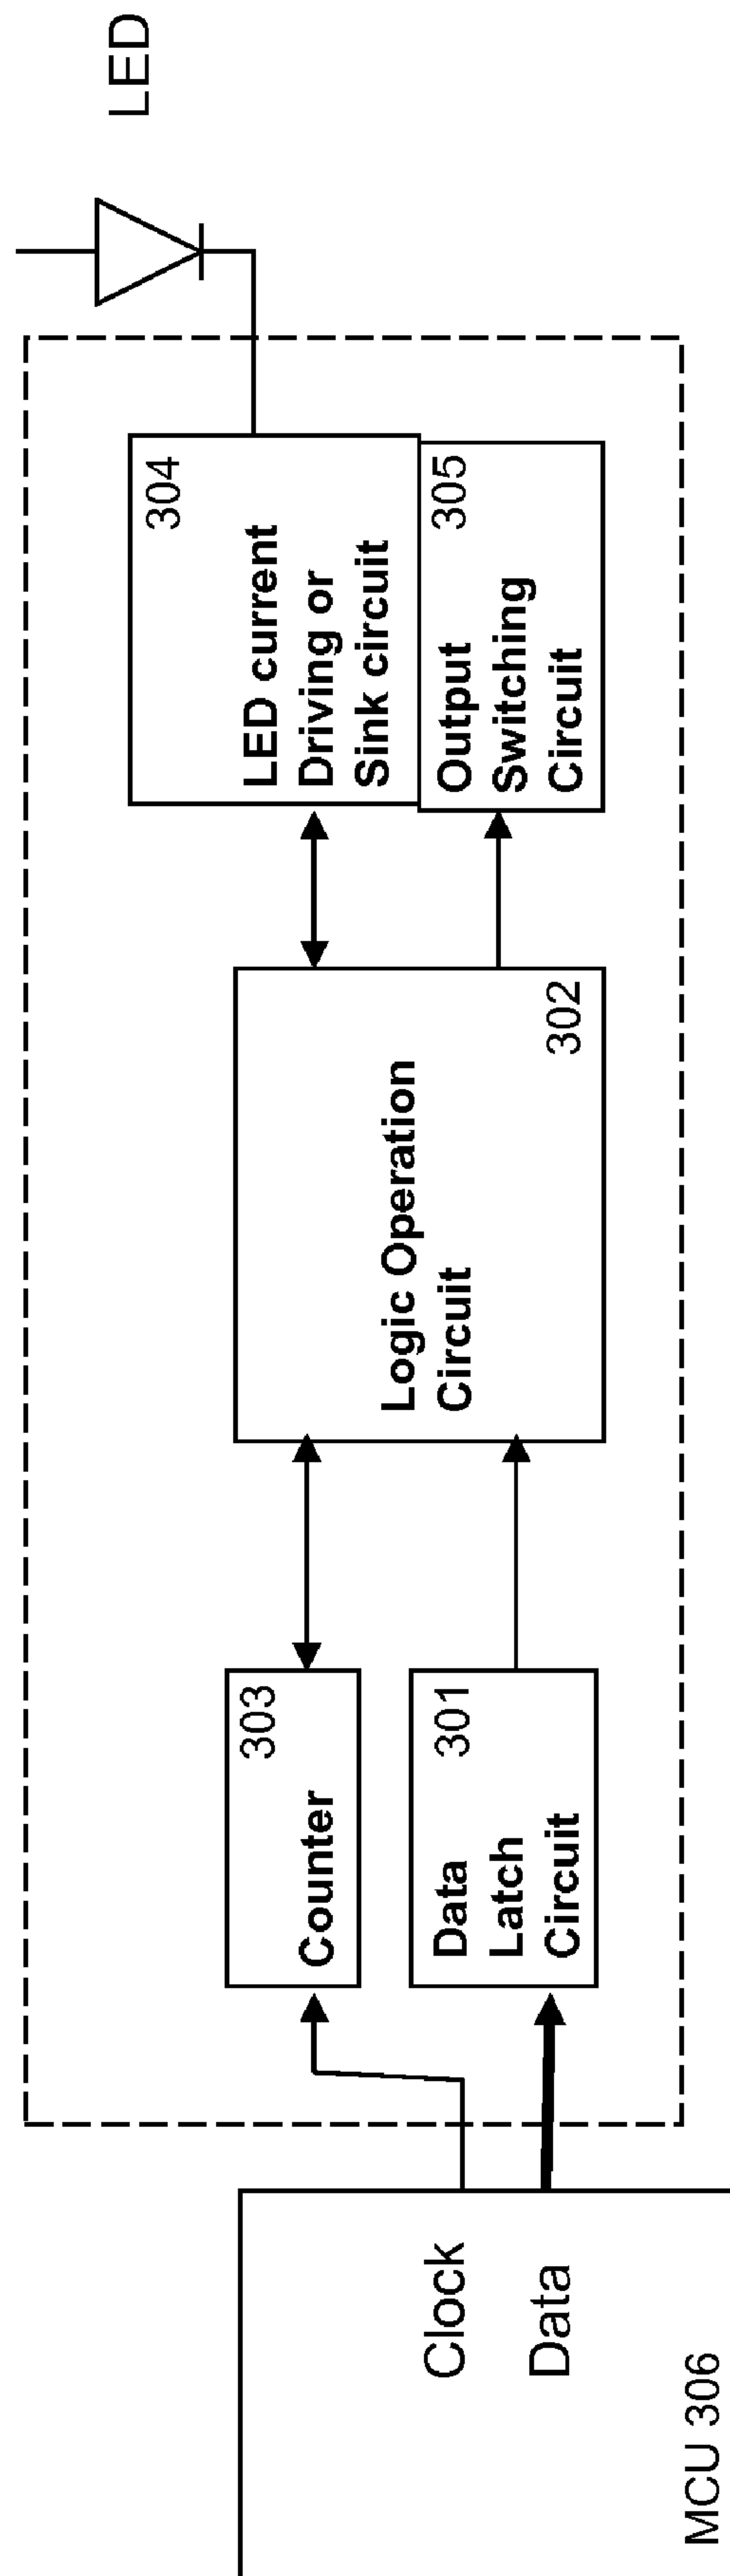 MCU 306
Clock
Data
303
Counter
301
Data
Latch
Circuit
Logic Operation
Circuit
302
304
LED current
Driving or
Sink circuit
305
Output
Switching
Circuit
LED